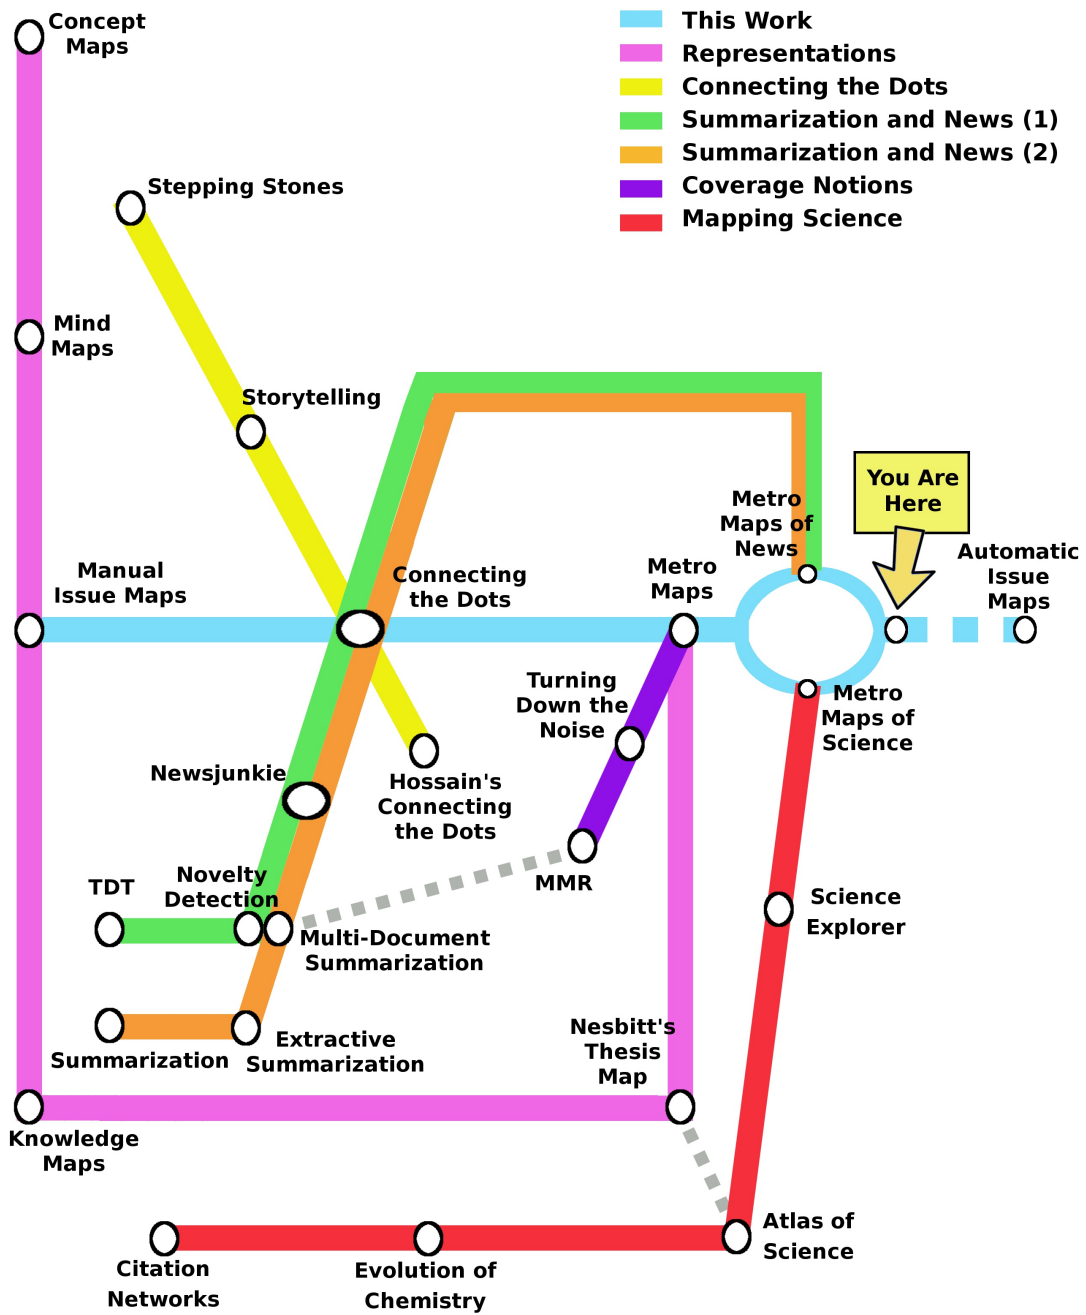 Concept
Maps
This Work
Representations
Connecting the Dots
Summarization and News (1)
Summarization and News (2)
Coverage Notions
Mapping Science
Stepping Stones
Mind
Maps
Storytelling
You Are
Here
Metro
Maps of
News
Automatic
Issue
Maps
Manual
Issue Maps
Connecting
the Dots
Metro
Maps
Turning
Down the
Noise
Metro
Maps of
Science
Newsjunkie
Hossain's
Connecting
the Dots
TDT
Novelty
Detection
MMR
Science
Explorer
Multi-Document
Summarization
Summarization
Extractive
Summarization
Nesbitt's
Thesis
Map
Knowledge
Maps
Atlas of
Science
Citation
Networks
Evolution of
Chemistry